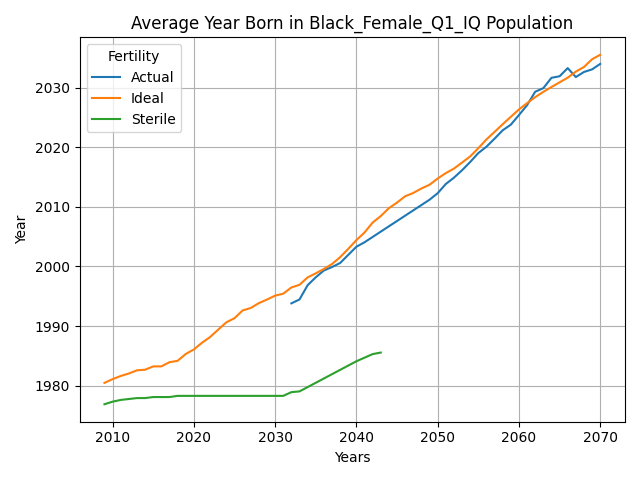 Average Year Born in Black_Female_Q1_IQ Population
Fertility
Actual
Ideal
Sterile
Year
2030
2020
2010
2000
1990
1980
2010 2020 2030 2040 2050 2060 2070
Years